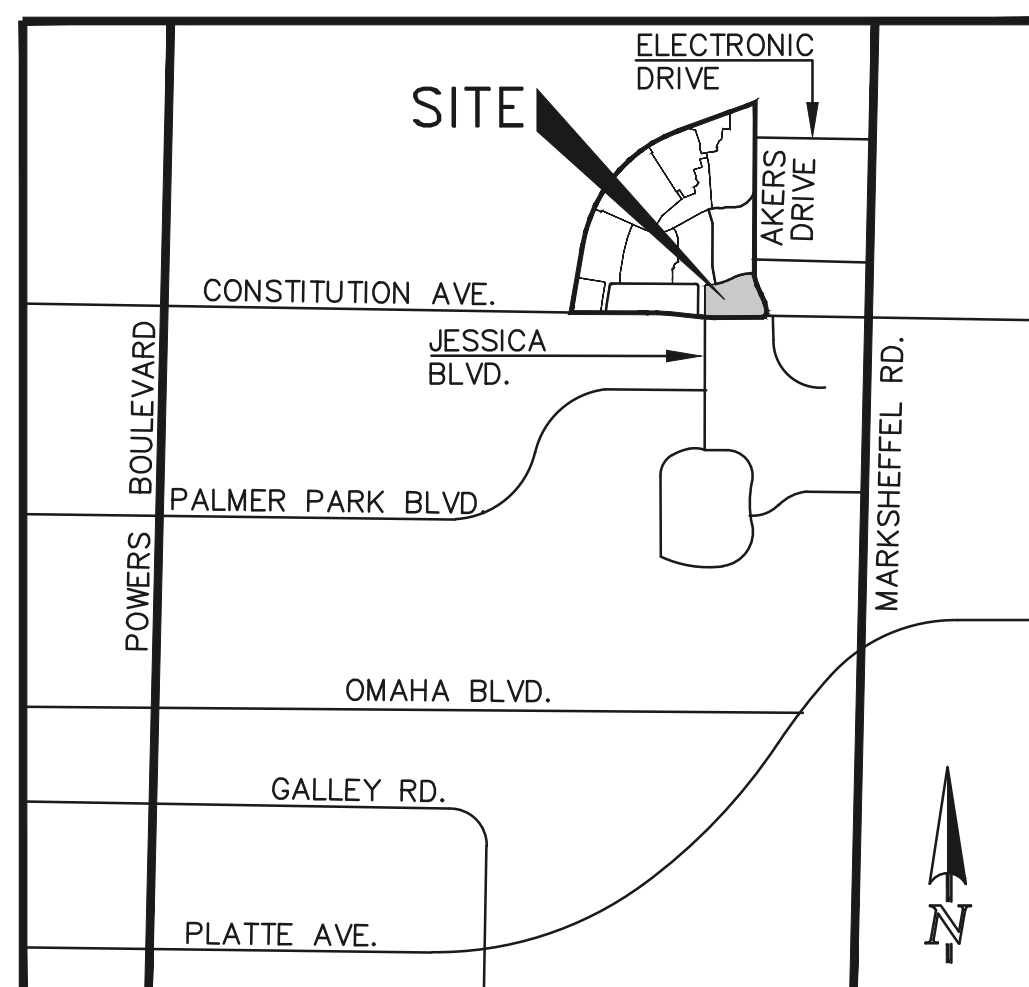 ELECTRONIC
DRIVE
SITE
AKERS
DRIVE
CONSTITUTION AVE.
JESSICA
BLVD.
POWERS BOULEVARD
MARKSHEFFEL RD.
PALMER PARK BLVD.
OMAHA BLVD.
GALLEY RD.
PLATTE AVE.
N